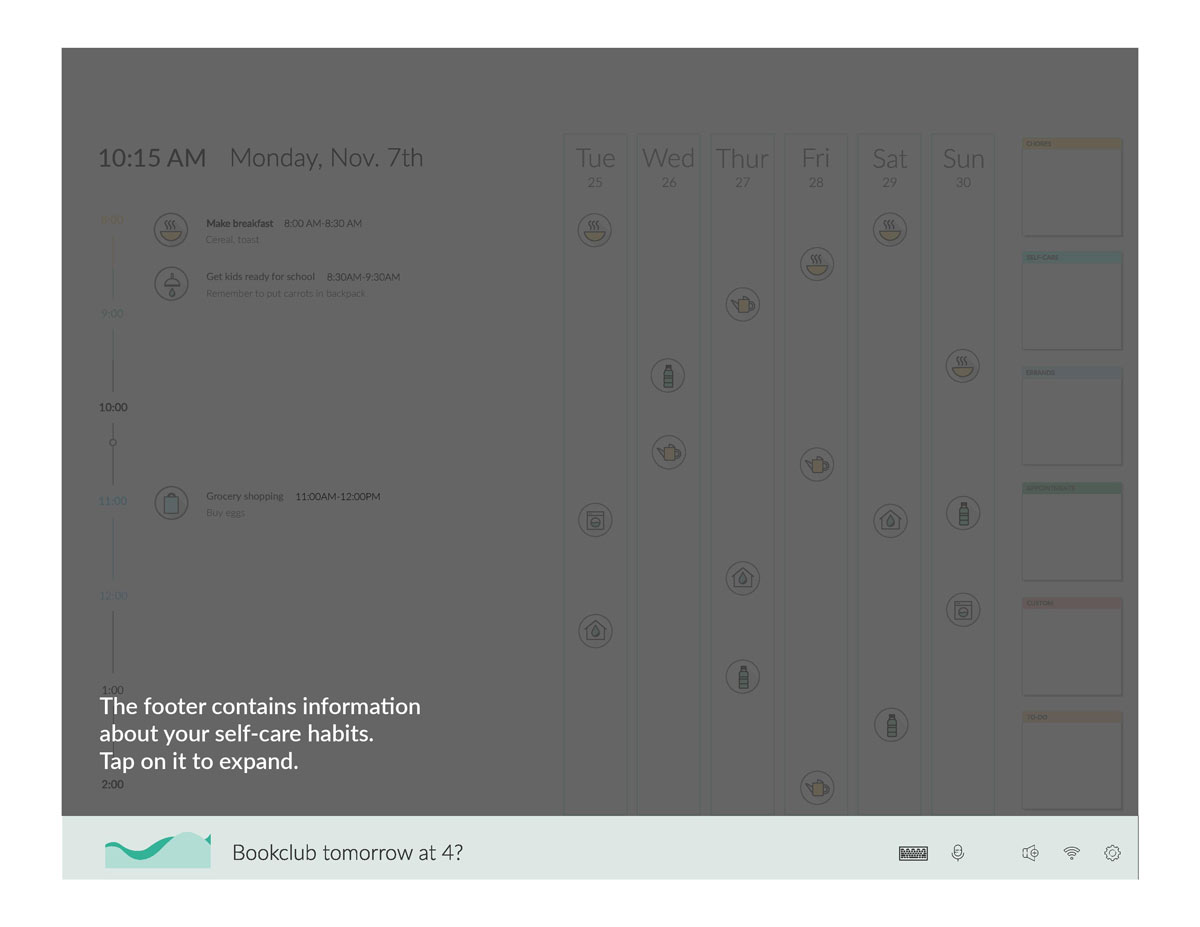 10:15 AM Monday, Nov. 7th
8:00
Make breakfast 8:00 AM-8:30 AM
Cereal, toast
Get kids ready for school 8:30AM-9:30AM
Remember to put carrots in backpack
9:00
10:00
11:00
Grocery shopping 11:00AM-12:00PM
Buy eggs
12:00
1:00
2:00
Tue
25
Wed
26
Thur
27
Fri
28
Sat
29
Sun
30
CHORES
SELF-CARE
ERRANDS
APPOINTMENTS
CUSTOM
TO-DO
The footer contains information
about your self-care habits.
Tap on it to expand.
Bookclub tomorrow at 4?